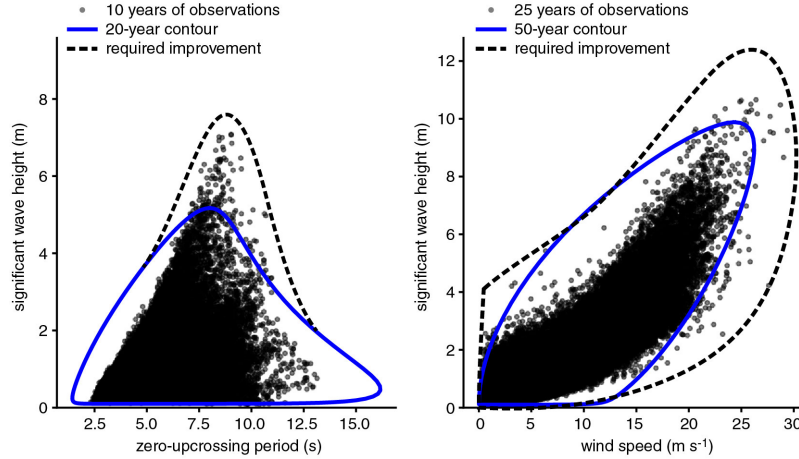 10 years of observations
20-year contour
required improvement
significant wave height (m)
8
6
4
2
0
2.5 5.0 7.5 10.0 12.5 15.0
zero-upcrossing period (s)
25 years of observations
50-year contour
required improvement
significant wave height (m)
12
10
8
6
4
2
0
0 5 10 15 20 25 30
wind speed (m s⁻¹)